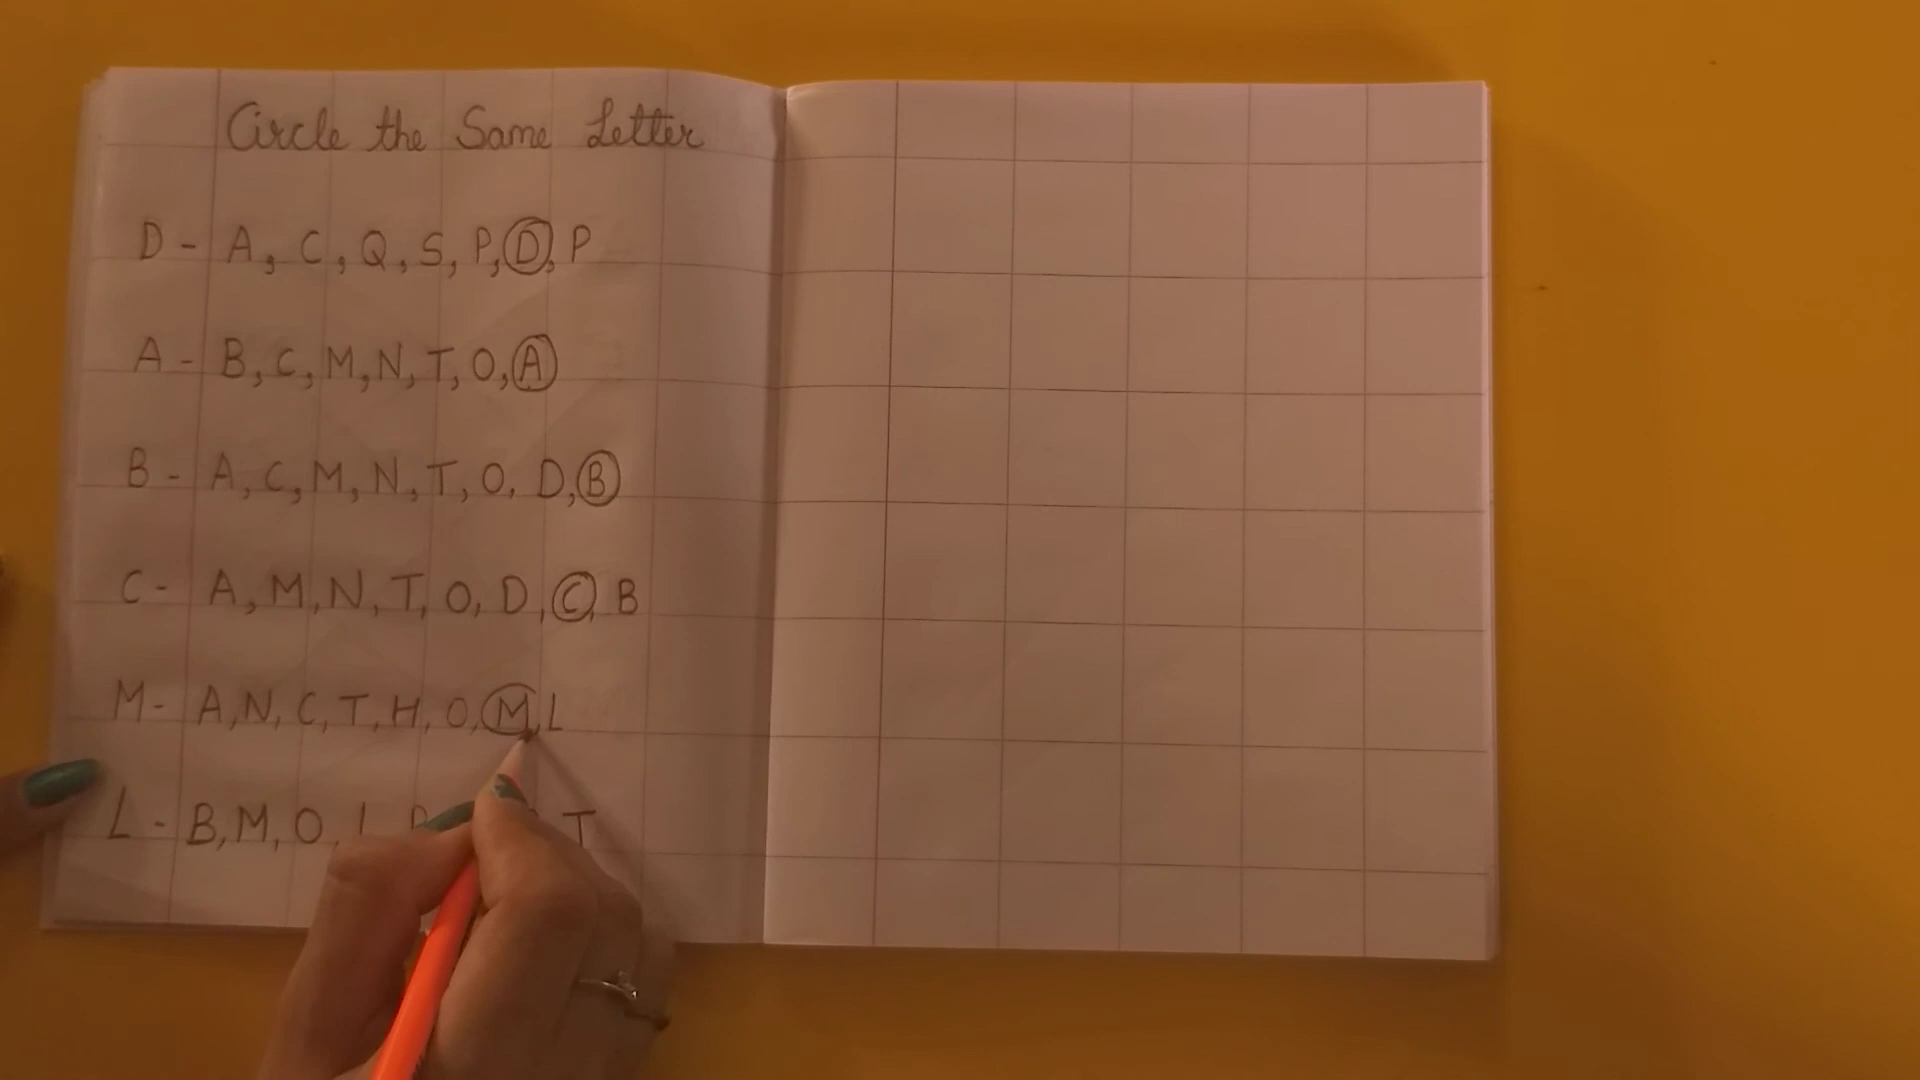 Circle the Same Letter
D - A, C, Q, S, P, D, P
A - B, C, M, N, T, O, A
B - A, C, M, N, T, O, D, B
C - A, M, N, T, O, D, C, B
M - A, N, C, T, H, O, M, L
L - B, M, O, T